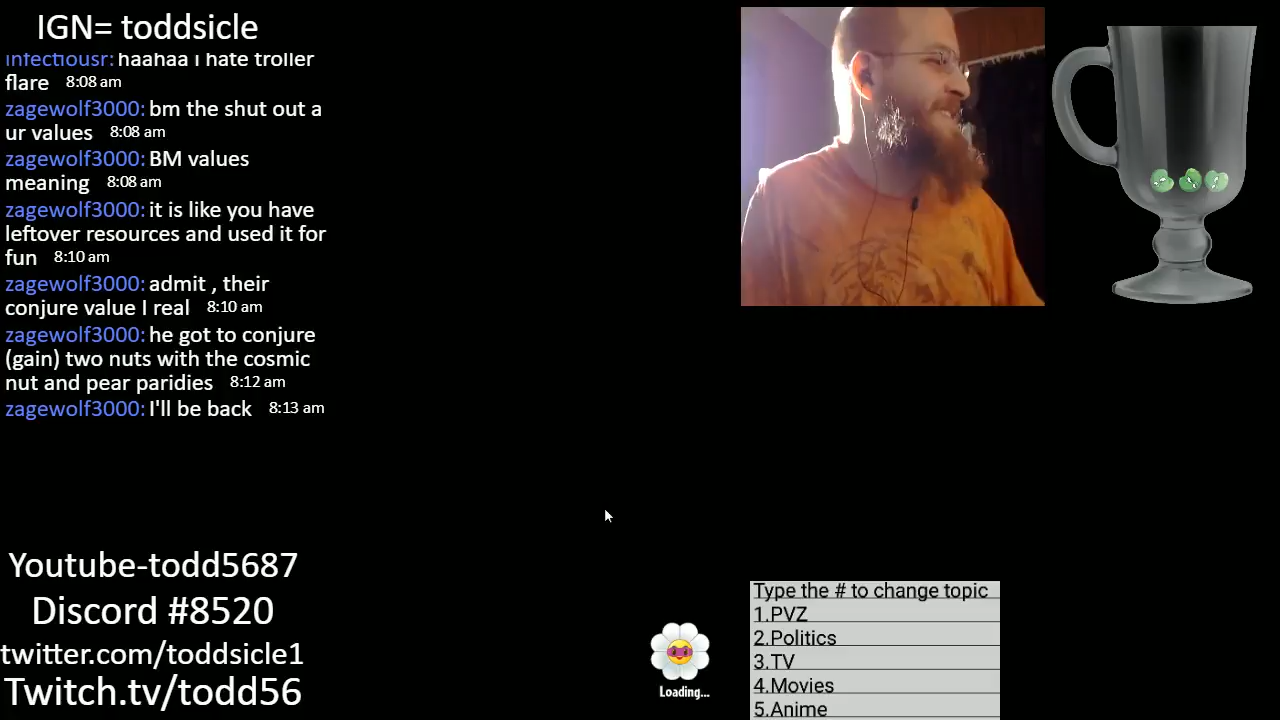 IGN= toddsicle
infectiousr: haahaa i hate troller
flare 8:08 am
zagewolf3000: bm the shut out a
ur values 8:08 am
zagewolf3000: BM values
meaning 8:08 am
zagewolf3000: it is like you have
leftover resources and used it for
fun 8:10 am
zagewolf3000: admit , their
conjure value I real 8:10 am
zagewolf3000: he got to conjure
(gain) two nuts with the cosmic
nut and pear paridies 8:12 am
zagewolf3000: I'll be back 8:13 am
Youtube-todd5687
Discord #8520
twitter.com/toddsicle1
Twitch.tv/todd56
Loading...
Type the # to change topic
1.PVZ
2.Politics
3.TV
4.Movies
5.Anime